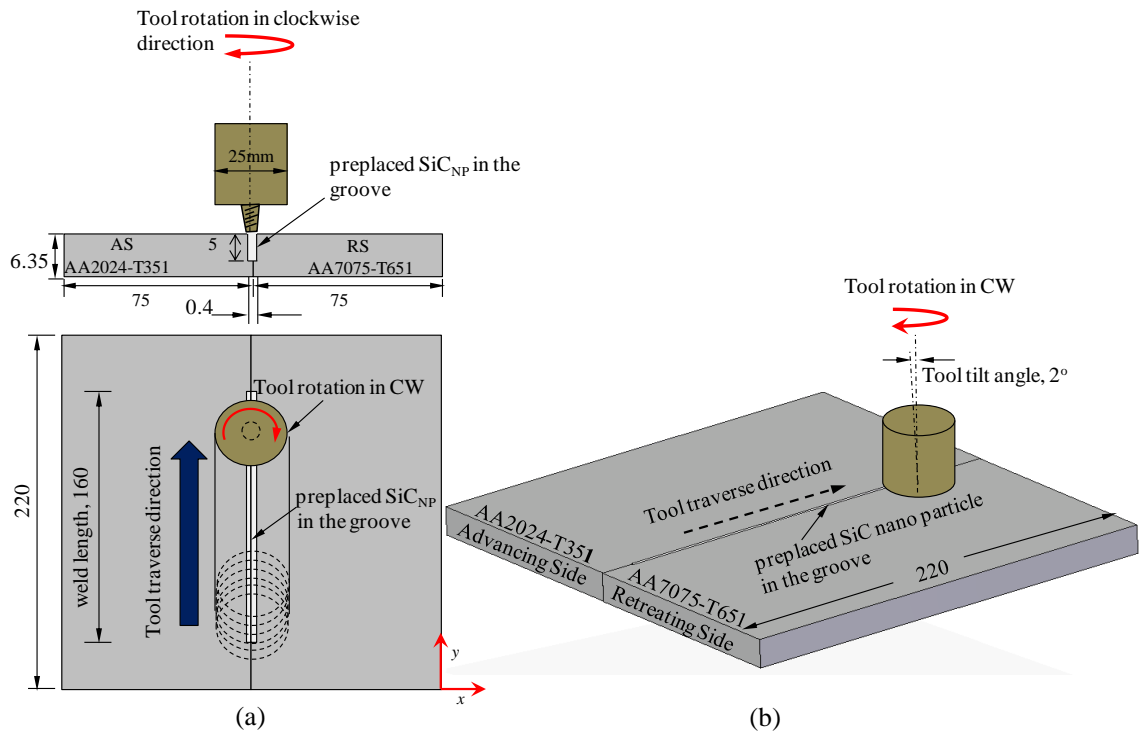 Tool rotation in clockwise
direction
25mm
preplaced SiC_NP in the
groove
AS
5
RS
6.35
AA2024-T351
AA7075-T651
75
75
0.4
Tool rotation in CW
220
weld length, 160
Tool traverse direction
preplaced SiC_NP
in the groove
y
x
(a)
Tool rotation in CW
Tool tilt angle, 2°
Tool traverse direction
AA2024-T351
Advancing Side
preplaced SiC nano particle
in the groove
AA7075-T651
Retreating Side
220
(b)